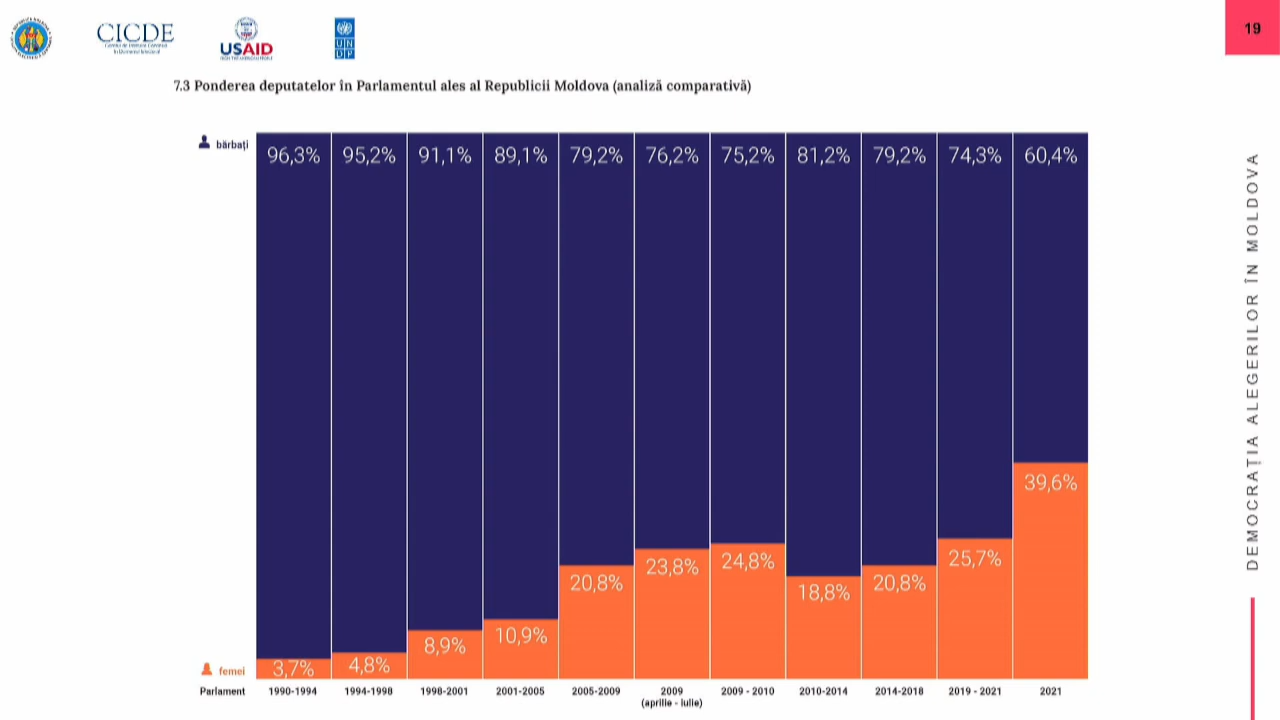 CICDE
USAID
UN
DP
19
7.3 Ponderea deputatelor în Parlamentul ales al Republicii Moldova (analiză comparativă)
bărbați
96,3% 95,2% 91,1% 89,1% 79,2% 76,2% 75,2% 81,2% 79,2% 74,3% 60,4%
3,7% 4,8% 8,9% 10,9% 20,8% 23,8% 24,8% 18,8% 20,8% 25,7% 39,6%
femei
Parlament 1990-1994 1994-1998 1998-2001 2001-2005 2005-2009 2009 2009 - 2010 2010-2014 2014-2018 2019 - 2021 2021
(aprilie - iulie)
DEMOCRAȚIA ALEGERILOR ÎN MOLDOVA